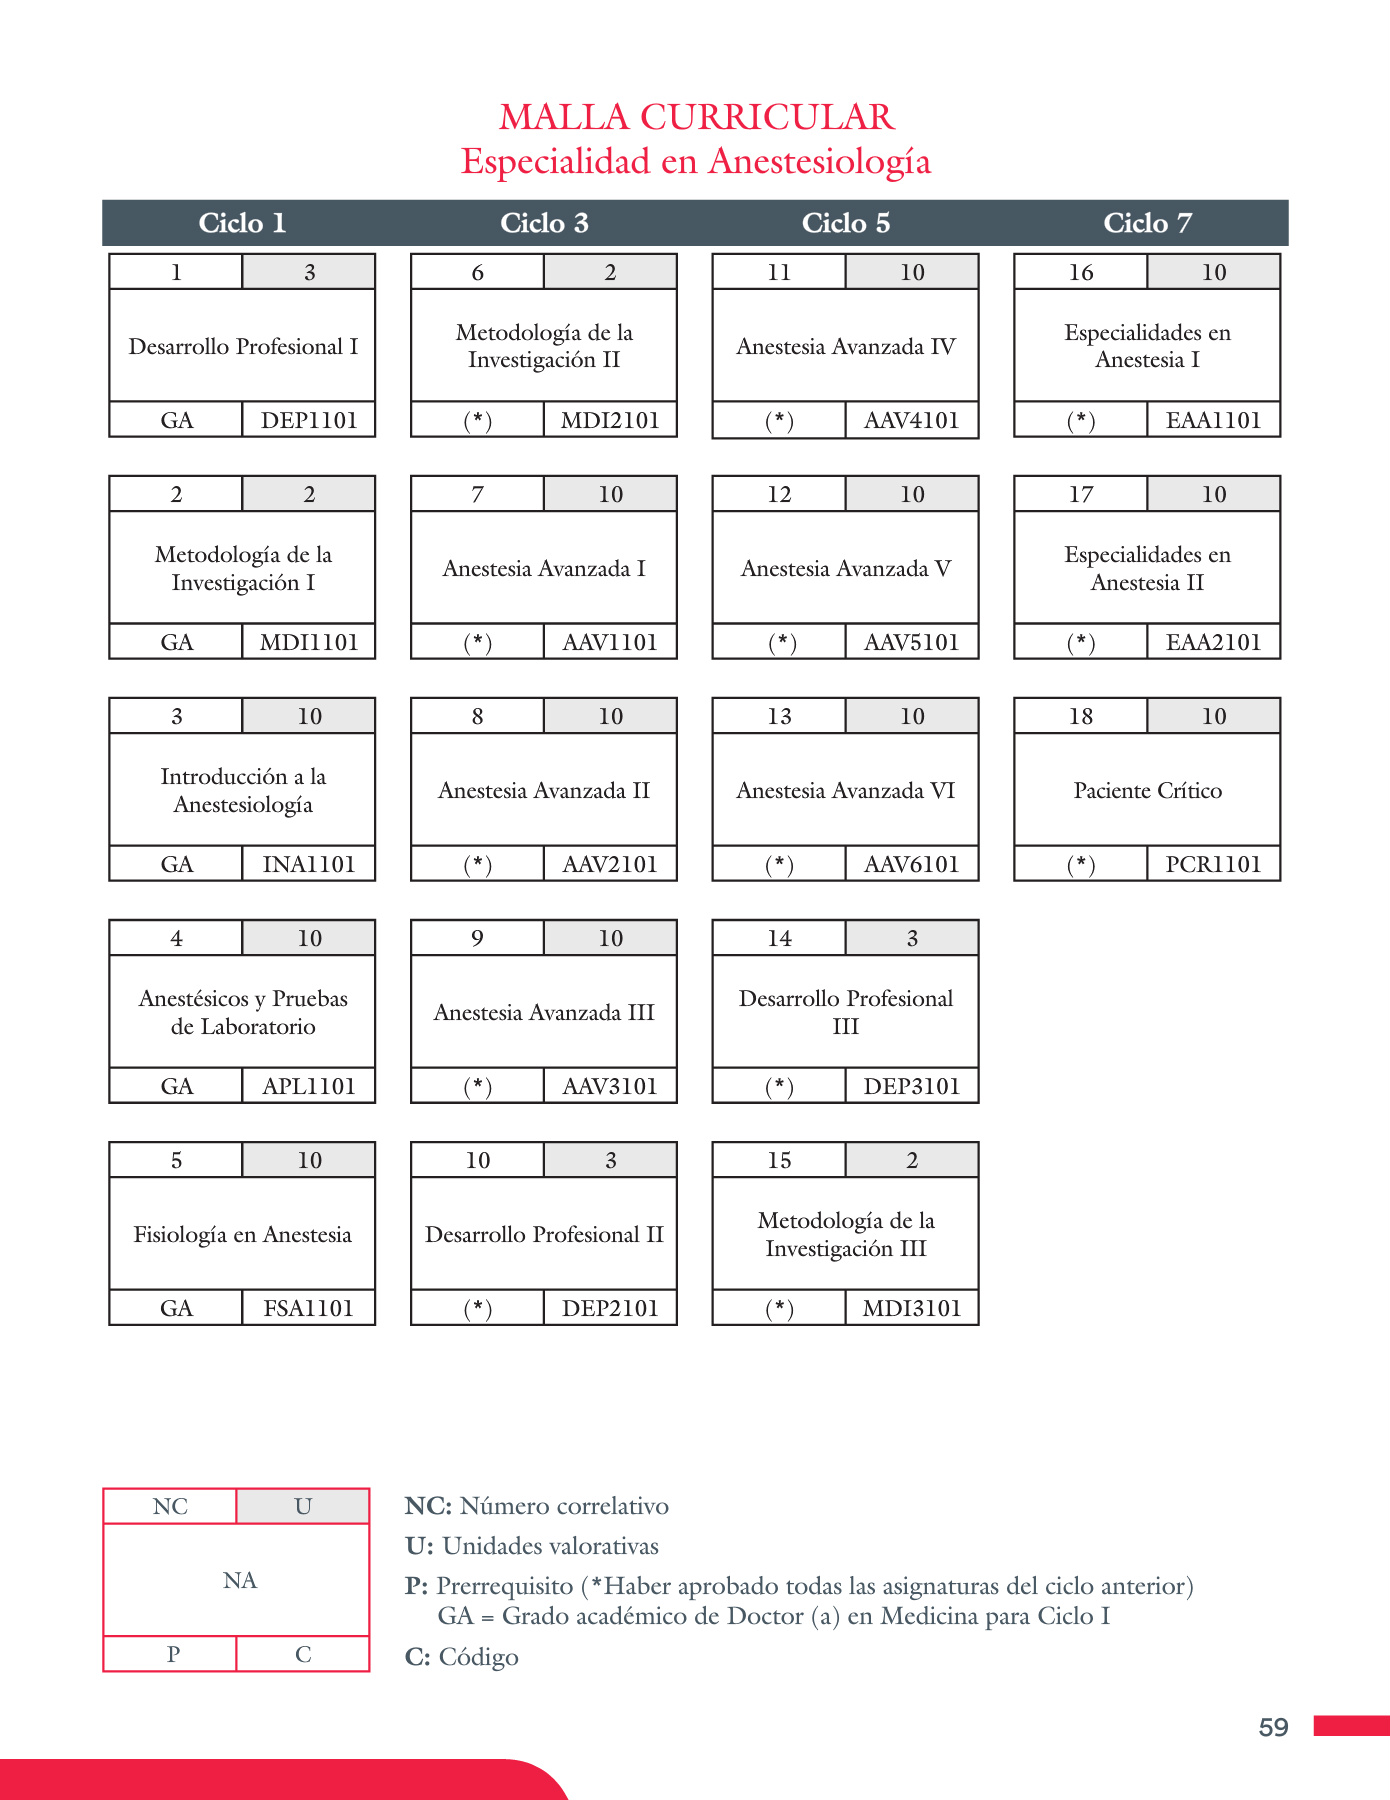 MALLA CURRICULAR
Especialidad en Anestesiología
Ciclo 1
Ciclo 3
Ciclo 5
Ciclo 7
1
3
Desarrollo Profesional I
GA
DEP1101
6
2
Metodología de la
Investigación II
(*)
MDI2101
11
10
Anestesia Avanzada IV
(*)
AAV4101
16
10
Especialidades en
Anestesia I
(*)
EAA1101
2
2
Metodología de la
Investigación I
GA
MDI1101
7
10
Anestesia Avanzada I
(*)
AAV1101
12
10
Anestesia Avanzada V
(*)
AAV5101
17
10
Especialidades en
Anestesia II
(*)
EAA2101
3
10
Introducción a la
Anestesiología
GA
INA1101
8
10
Anestesia Avanzada II
(*)
AAV2101
13
10
Anestesia Avanzada VI
(*)
AAV6101
18
10
Paciente Crítico
(*)
PCR1101
4
10
Anestésicos y Pruebas
de Laboratorio
GA
APL1101
9
10
Anestesia Avanzada III
(*)
AAV3101
14
3
Desarrollo Profesional
III
(*)
DEP3101
5
10
Fisiología en Anestesia
GA
FSA1101
10
3
Desarrollo Profesional II
(*)
DEP2101
15
2
Metodología de la
Investigación III
(*)
MDI3101
NC
U
NA
P
C
NC: Número correlativo
U: Unidades valorativas
P: Prerrequisito (*Haber aprobado todas las asignaturas del ciclo anterior)
GA = Grado académico de Doctor (a) en Medicina para Ciclo I
C: Código
59